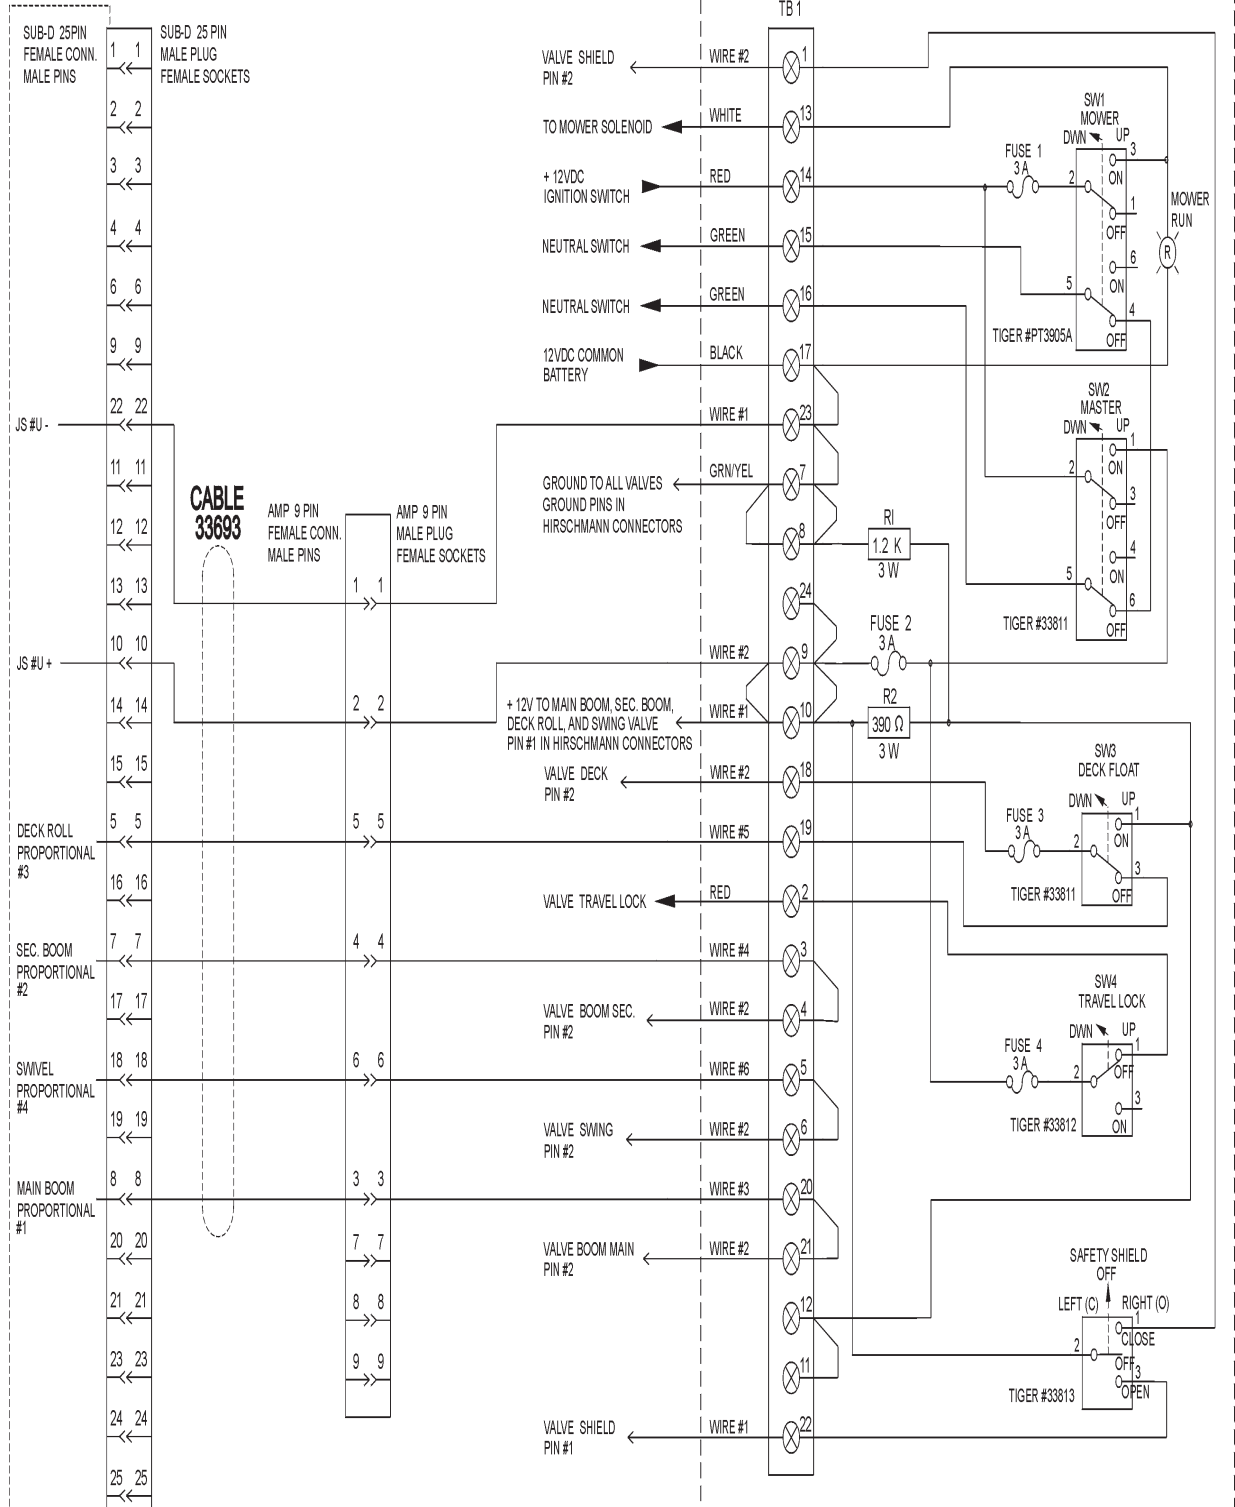 SUB-D 25PIN
FEMALE CONN.
MALE PINS
SUB-D 25 PIN
MALE PLUG
FEMALE SOCKETS
1 1
2 2
3 3
4 4
6 6
9 9
22 22
11 11
12 12
13 13
10 10
14 14
15 15
5 5
16 16
7 7
17 17
18 18
19 19
8 8
20 20
21 21
23 23
24 24
25 25
JS #U -
JS #U +
DECK ROLL
PROPORTIONAL
#3
SEC. BOOM
PROPORTIONAL
#2
SWIVEL
PROPORTIONAL
#4
MAIN BOOM
PROPORTIONAL
#1
CABLE
33693
AMP 9 PIN
FEMALE CONN.
MALE PINS
AMP 9 PIN
MALE PLUG
FEMALE SOCKETS
1 1
2 2
5 5
4 4
6 6
3 3
7 7
8 8
9 9
TB 1
VALVE SHIELD
PIN #2
WIRE #2
1
TO MOWER SOLENOID
WHITE
13
+ 12VDC
IGNITION SWITCH
RED
14
NEUTRAL SWITCH
GREEN
15
NEUTRAL SWITCH
GREEN
16
12VDC COMMON
BATTERY
BLACK
17
WIRE #1
23
GROUND TO ALL VALVES
GROUND PINS IN
HIRSCHMANN CONNECTORS
GRN/YEL
7
8
24
WIRE #2
9
+ 12V TO MAIN BOOM, SEC. BOOM,
DECK ROLL, AND SWING VALVE
PIN #1 IN HIRSCHMANN CONNECTORS
WIRE #1
10
VALVE DECK
PIN #2
WIRE #2
18
WIRE #5
19
VALVE TRAVEL LOCK
RED
2
WIRE #4
3
VALVE BOOM SEC.
PIN #2
WIRE #2
4
WIRE #6
5
VALVE SWING
PIN #2
WIRE #2
6
WIRE #3
20
VALVE BOOM MAIN
PIN #2
WIRE #2
21
12
11
VALVE SHIELD
PIN #1
WIRE #1
22
R1
1.2 K
3 W
FUSE 2
3 A
R2
390 Ω
3 W
SW1
MOWER
DWN UP
FUSE 1
3 A
2
3
ON
1
OFF
6
ON
5
4
OFF
TIGER #PT3905A
MOWER
RUN
R
SW2
MASTER
DWN UP
1
ON
2
3
OFF
4
ON
5
6
OFF
TIGER #33811
SW3
DECK FLOAT
DWN UP
1
ON
FUSE 3
3 A
2
3
OFF
TIGER #33811
SW4
TRAVEL LOCK
DWN UP
1
OFF
FUSE 4
3 A
2
3
ON
TIGER #33812
SAFETY SHIELD
OFF
LEFT (C) RIGHT (O)
1
CLOSE
2
OFF
3
OPEN
TIGER #33813